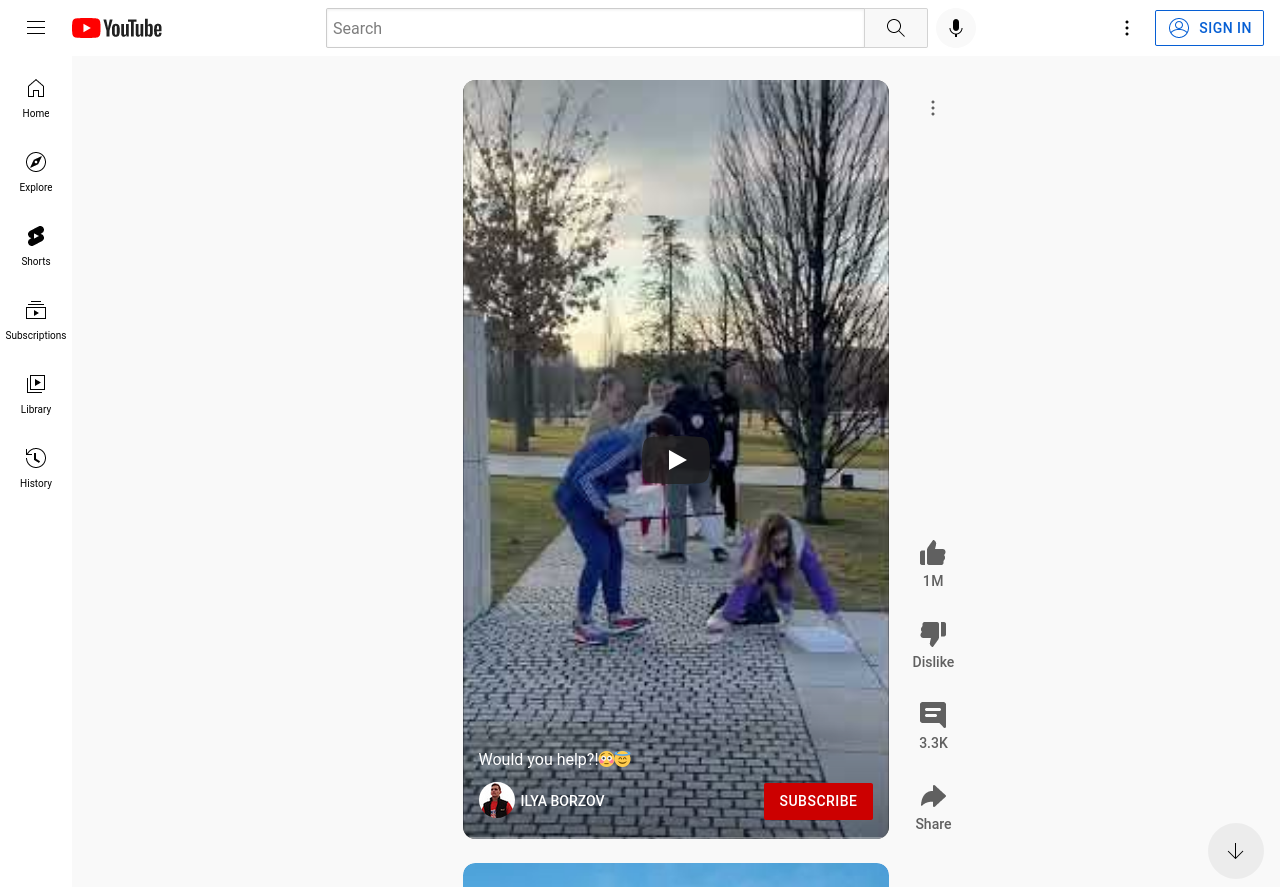 YouTube
Search
SIGN IN
Home
Explore
Shorts
Subscriptions
Library
History
1M
Dislike
3.3K
Share
Would you help?!😳😇
ILYA BORZOV
SUBSCRIBE